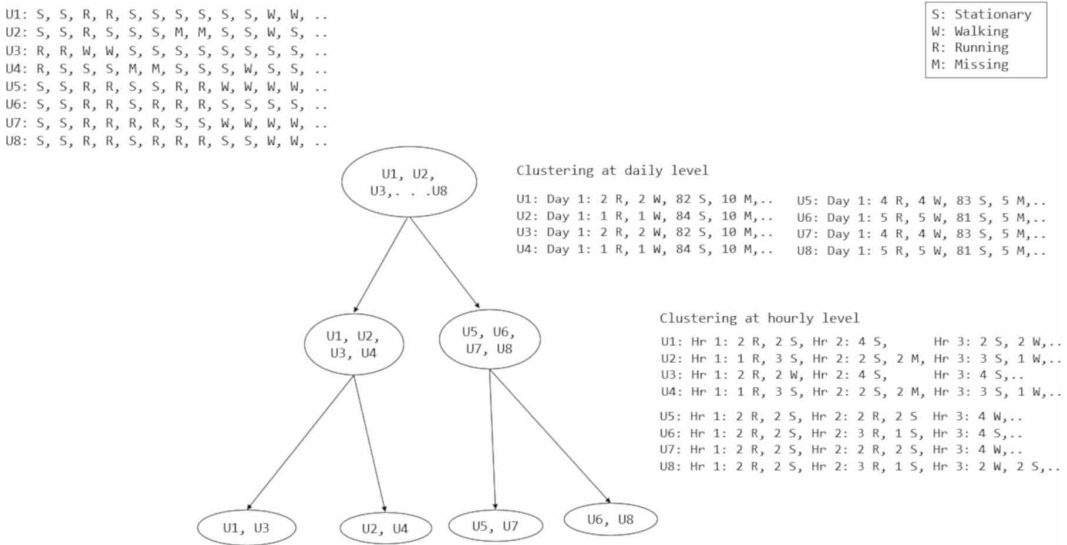 U1: S, S, R, R, S, S, S, S, S, S, W, W, ..
U2: S, S, R, S, S, S, M, M, S, S, W, S, ..
U3: R, R, W, W, S, S, S, S, S, S, S, S, ..
U4: R, S, S, S, M, M, S, S, S, W, S, S, ..
U5: S, S, R, R, S, S, R, R, W, W, W, W, ..
U6: S, S, R, R, S, R, R, R, S, S, S, S, ..
U7: S, S, R, R, R, R, S, S, W, W, W, W, ..
U8: S, S, R, R, S, R, R, R, S, S, W, W, ..
S: Stationary
W: Walking
R: Running
M: Missing
U1, U2,
U3,. . .U8
Clustering at daily level
U1: Day 1: 2 R, 2 W, 82 S, 10 M,..
U2: Day 1: 1 R, 1 W, 84 S, 10 M,..
U3: Day 1: 2 R, 2 W, 82 S, 10 M,..
U4: Day 1: 1 R, 1 W, 84 S, 10 M,..
U5: Day 1: 4 R, 4 W, 83 S, 5 M,..
U6: Day 1: 5 R, 5 W, 81 S, 5 M,..
U7: Day 1: 4 R, 4 W, 83 S, 5 M,..
U8: Day 1: 5 R, 5 W, 81 S, 5 M,..
U1, U2,
U3, U4
U5, U6,
U7, U8
Clustering at hourly level
U1: Hr 1: 2 R, 2 S, Hr 2: 4 S, Hr 3: 2 S, 2 W,..
U2: Hr 1: 1 R, 3 S, Hr 2: 2 S, 2 M, Hr 3: 3 S, 1 W,..
U3: Hr 1: 2 R, 2 W, Hr 2: 4 S, Hr 3: 4 S,..
U4: Hr 1: 1 R, 3 S, Hr 2: 2 S, 2 M, Hr 3: 3 S, 1 W,..
U5: Hr 1: 2 R, 2 S, Hr 2: 2 R, 2 S Hr 3: 4 W,..
U6: Hr 1: 2 R, 2 S, Hr 2: 3 R, 1 S, Hr 3: 4 S,..
U7: Hr 1: 2 R, 2 S, Hr 2: 2 R, 2 S, Hr 3: 4 W,..
U8: Hr 1: 2 R, 2 S, Hr 2: 3 R, 1 S, Hr 3: 2 W, 2 S,..
U1, U3
U2, U4
U5, U7
U6, U8